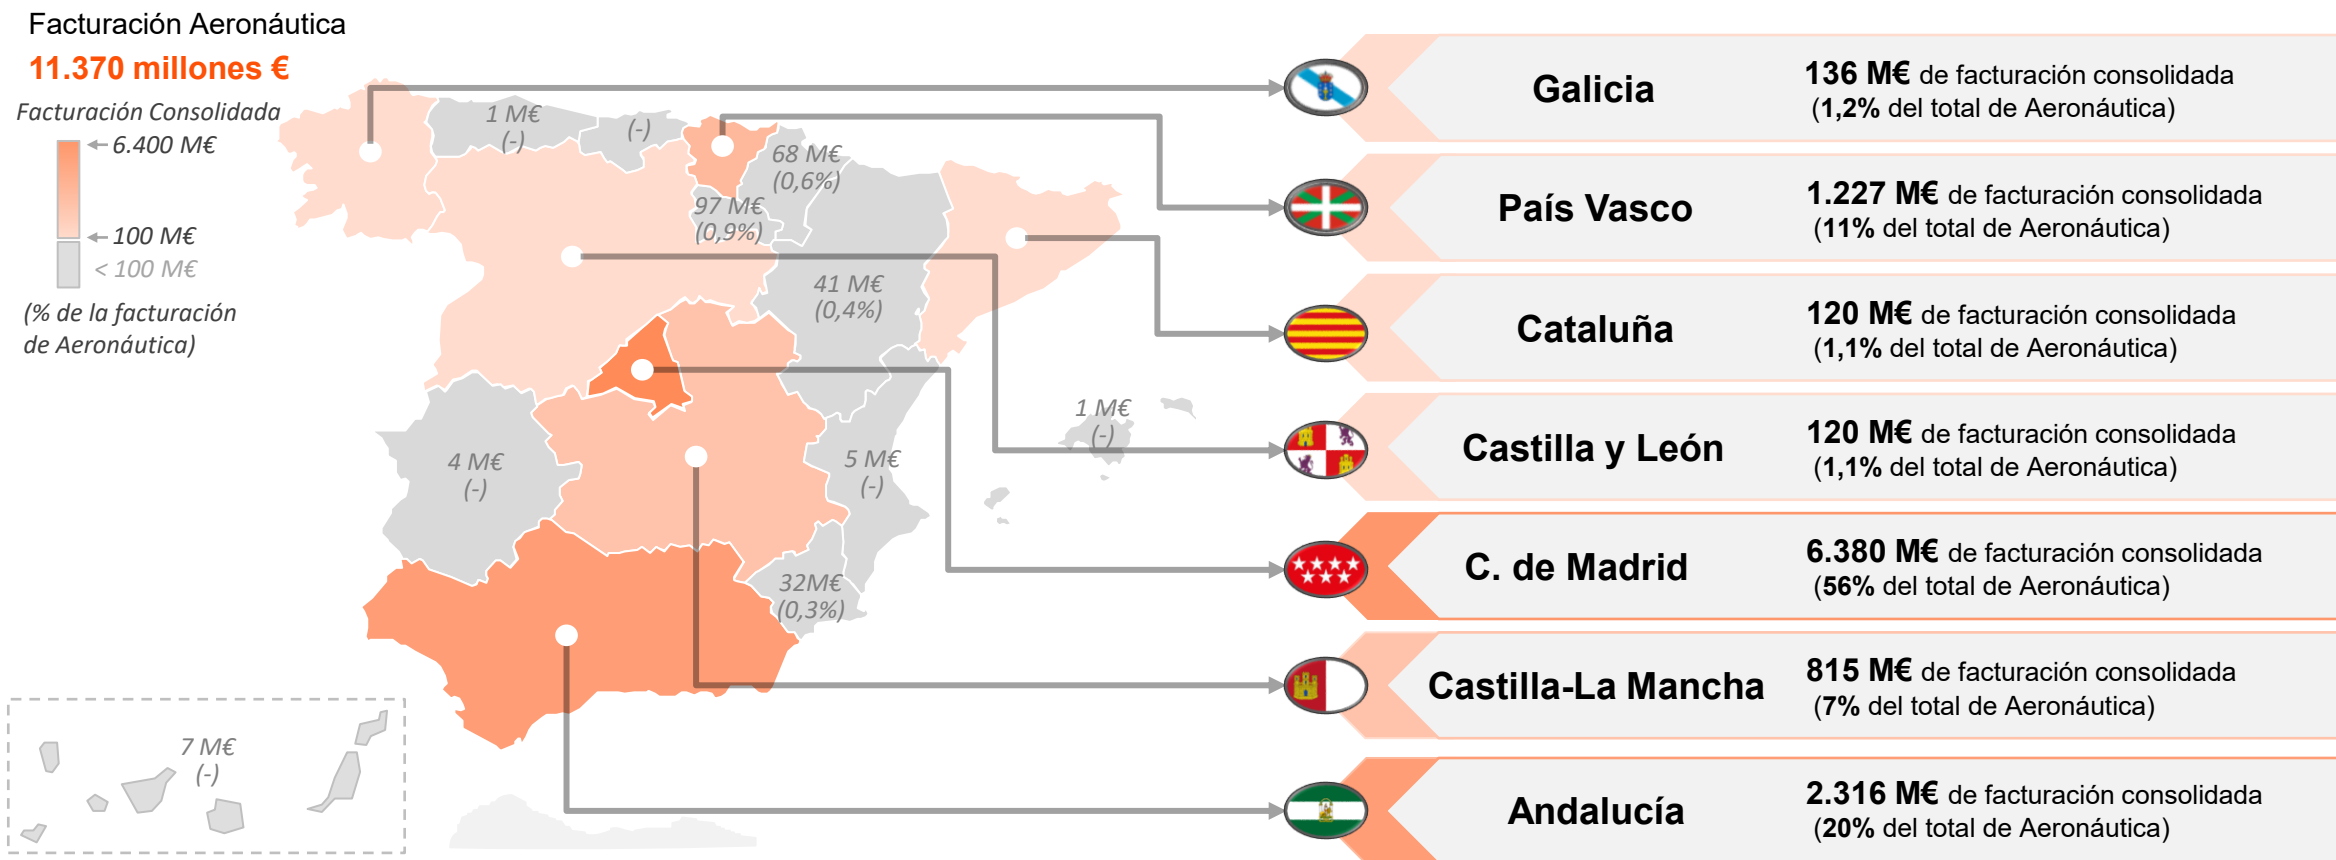 Facturación Aeronáutica
11.370 millones €
Facturación Consolidada
6.400 M€
100 M€
< 100 M€
(% de la facturación
de Aeronáutica)
1 M€
(-)
(-)
68 M€
(0,6%)
97 M€
(0,9%)
41 M€
(0,4%)
1 M€
(-)
4 M€
(-)
5 M€
(-)
32M€
(0,3%)
7 M€
(-)
Galicia
136 M€ de facturación consolidada
(1,2% del total de Aeronáutica)
País Vasco
1.227 M€ de facturación consolidada
(11% del total de Aeronáutica)
Cataluña
120 M€ de facturación consolidada
(1,1% del total de Aeronáutica)
Castilla y León
120 M€ de facturación consolidada
(1,1% del total de Aeronáutica)
C. de Madrid
6.380 M€ de facturación consolidada
(56% del total de Aeronáutica)
Castilla-La Mancha
815 M€ de facturación consolidada
(7% del total de Aeronáutica)
Andalucía
2.316 M€ de facturación consolidada
(20% del total de Aeronáutica)